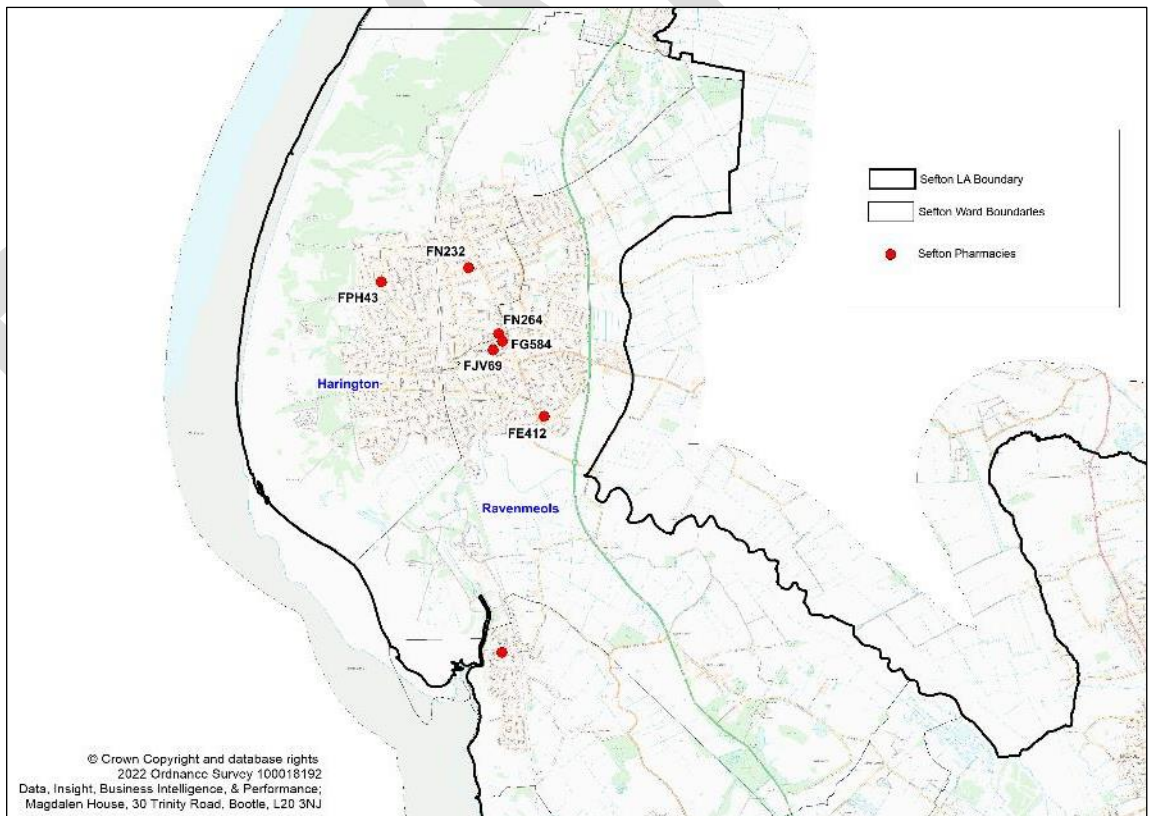 Sefton LA Boundary
Sefton Ward Boundaries
Sefton Pharmacies
FN232
FPH43
FN264
FG584
FJV69
Harington
FE412
Ravenmeols
© Crown Copyright and database rights
2022 Ordnance Survey 100018192
Data, Insight, Business Intelligence, & Performance;
Magdalen House, 30 Trinity Road, Bootle, L20 3NJ